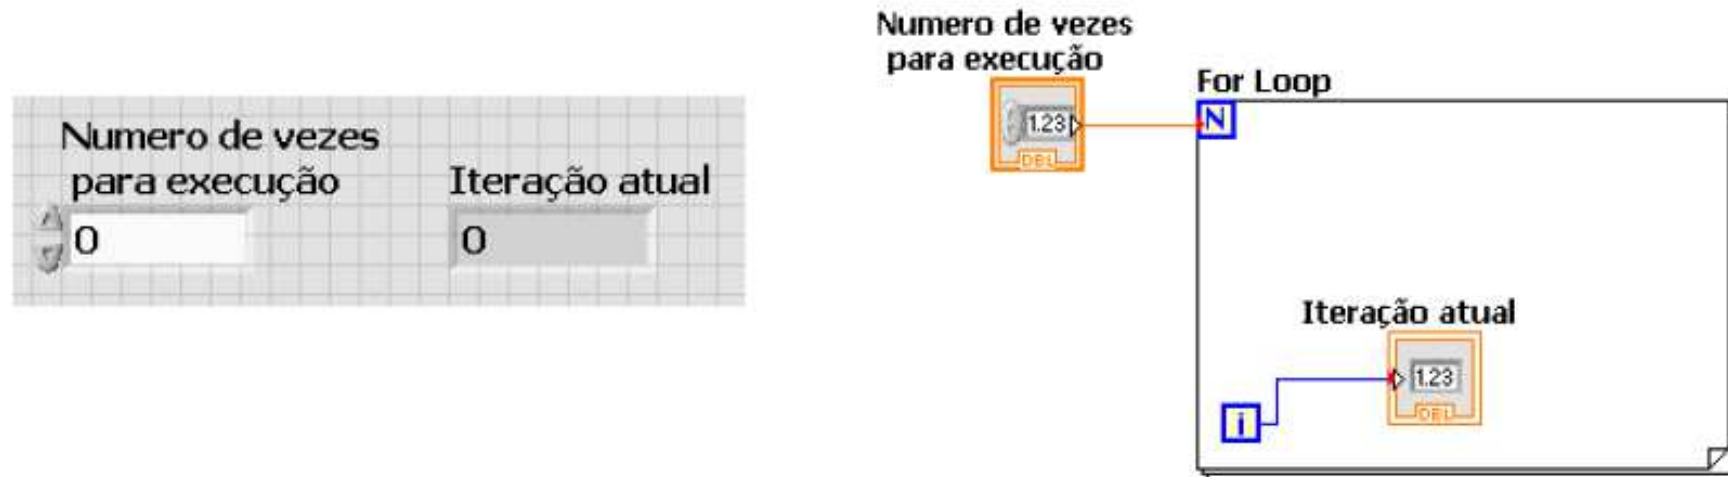 Numero de vezes
para execução
Iteração atual
0
0
Numero de vezes
para execução
1.23
DBL
For Loop
N
Iteração atual
1.23
DBL
i